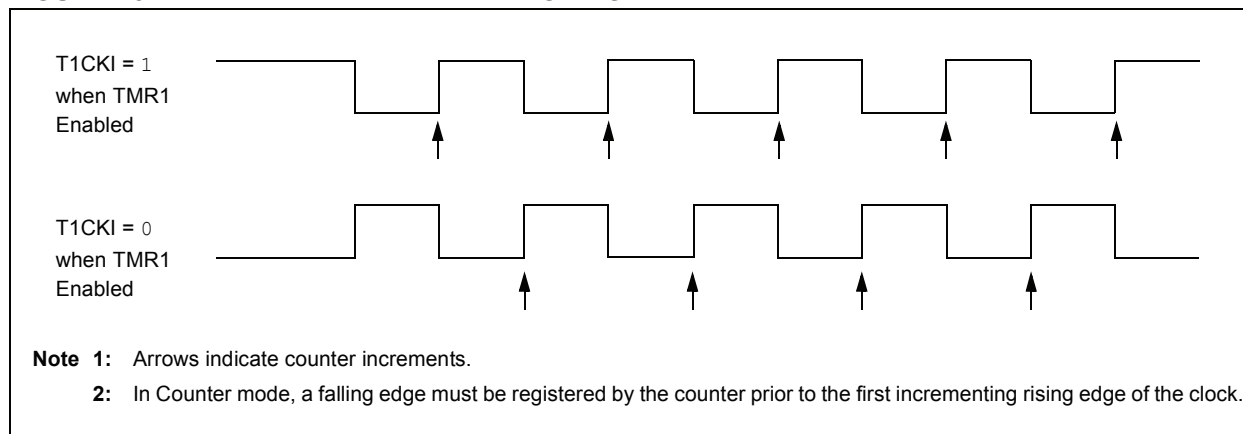 T1CKI = 1
when TMR1
Enabled
T1CKI = 0
when TMR1
Enabled
Note 1: Arrows indicate counter increments.
2: In Counter mode, a falling edge must be registered by the counter prior to the first incrementing rising edge of the clock.